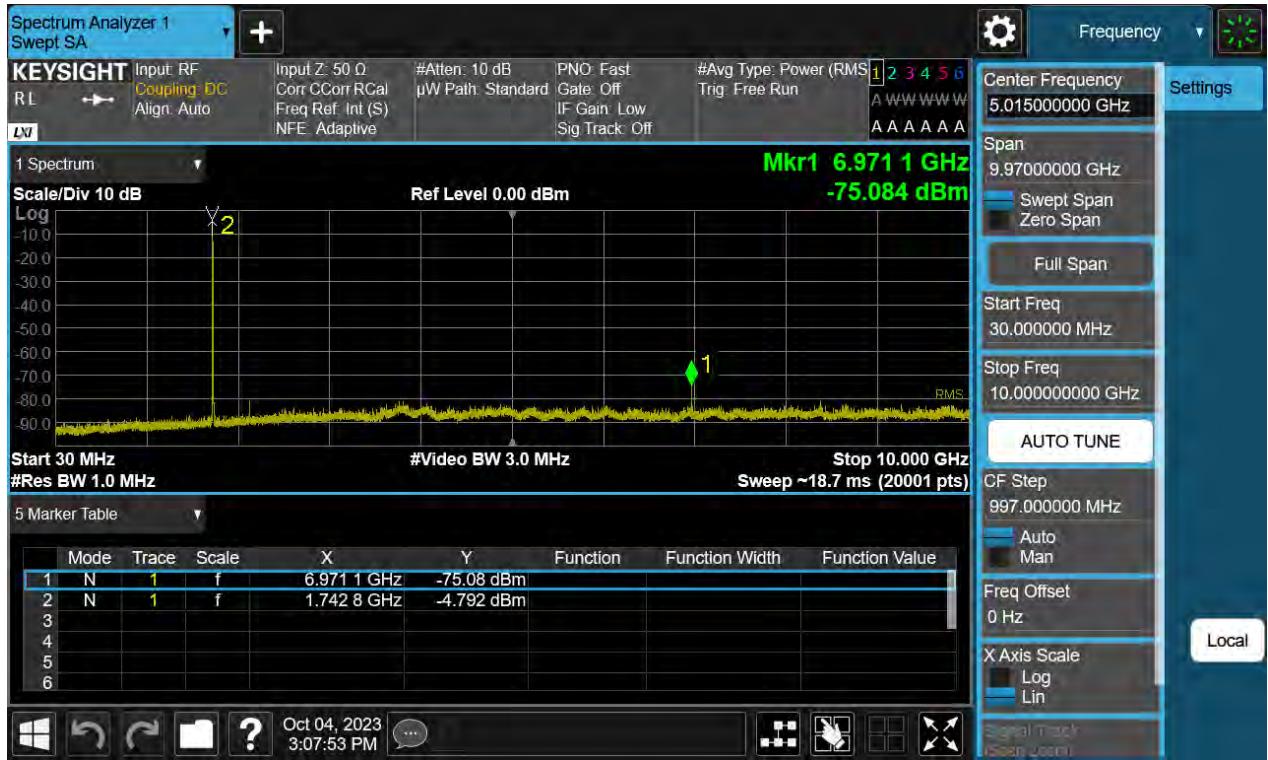 Spectrum Analyzer 1
Swept SA
+
Frequency
KEYSIGHT
RL
LXI
Input: RF
Coupling: DC
Align: Auto
Input Z: 50 Ω
Corr CCorr RCal
Freq Ref: Int (S)
NFE: Adaptive
#Atten: 10 dB
µW Path: Standard
PNO: Fast
Gate: Off
IF Gain: Low
Sig Track: Off
#Avg Type: Power (RMS
Trig: Free Run
1 2 3 4 5 6
A W W W W W
A A A A A A
1 Spectrum
Mkr1 6.971 1 GHz
-75.084 dBm
Scale/Div 10 dB
Ref Level 0.00 dBm
Log
-10.0
-20.0
-30.0
-40.0
-50.0
-60.0
-70.0
-80.0
-90.0
2
1
RMS
Start 30 MHz
#Video BW 3.0 MHz
Stop 10.000 GHz
#Res BW 1.0 MHz
Sweep ~18.7 ms (20001 pts)
5 Marker Table
Mode Trace Scale X Y Function Function Width Function Value
1 N 1 f 6.971 1 GHz -75.08 dBm
2 N 1 f 1.742 8 GHz -4.792 dBm
3
4
5
6
?
Oct 04, 2023
3:07:53 PM
Center Frequency
5.015000000 GHz
Settings
Span
9.97000000 GHz
Swept Span
Zero Span
Full Span
Start Freq
30.000000 MHz
Stop Freq
10.000000000 GHz
AUTO TUNE
CF Step
997.000000 MHz
Auto
Man
Freq Offset
0 Hz
Local
X Axis Scale
Log
Lin
Signal Track
(Span Zoom)